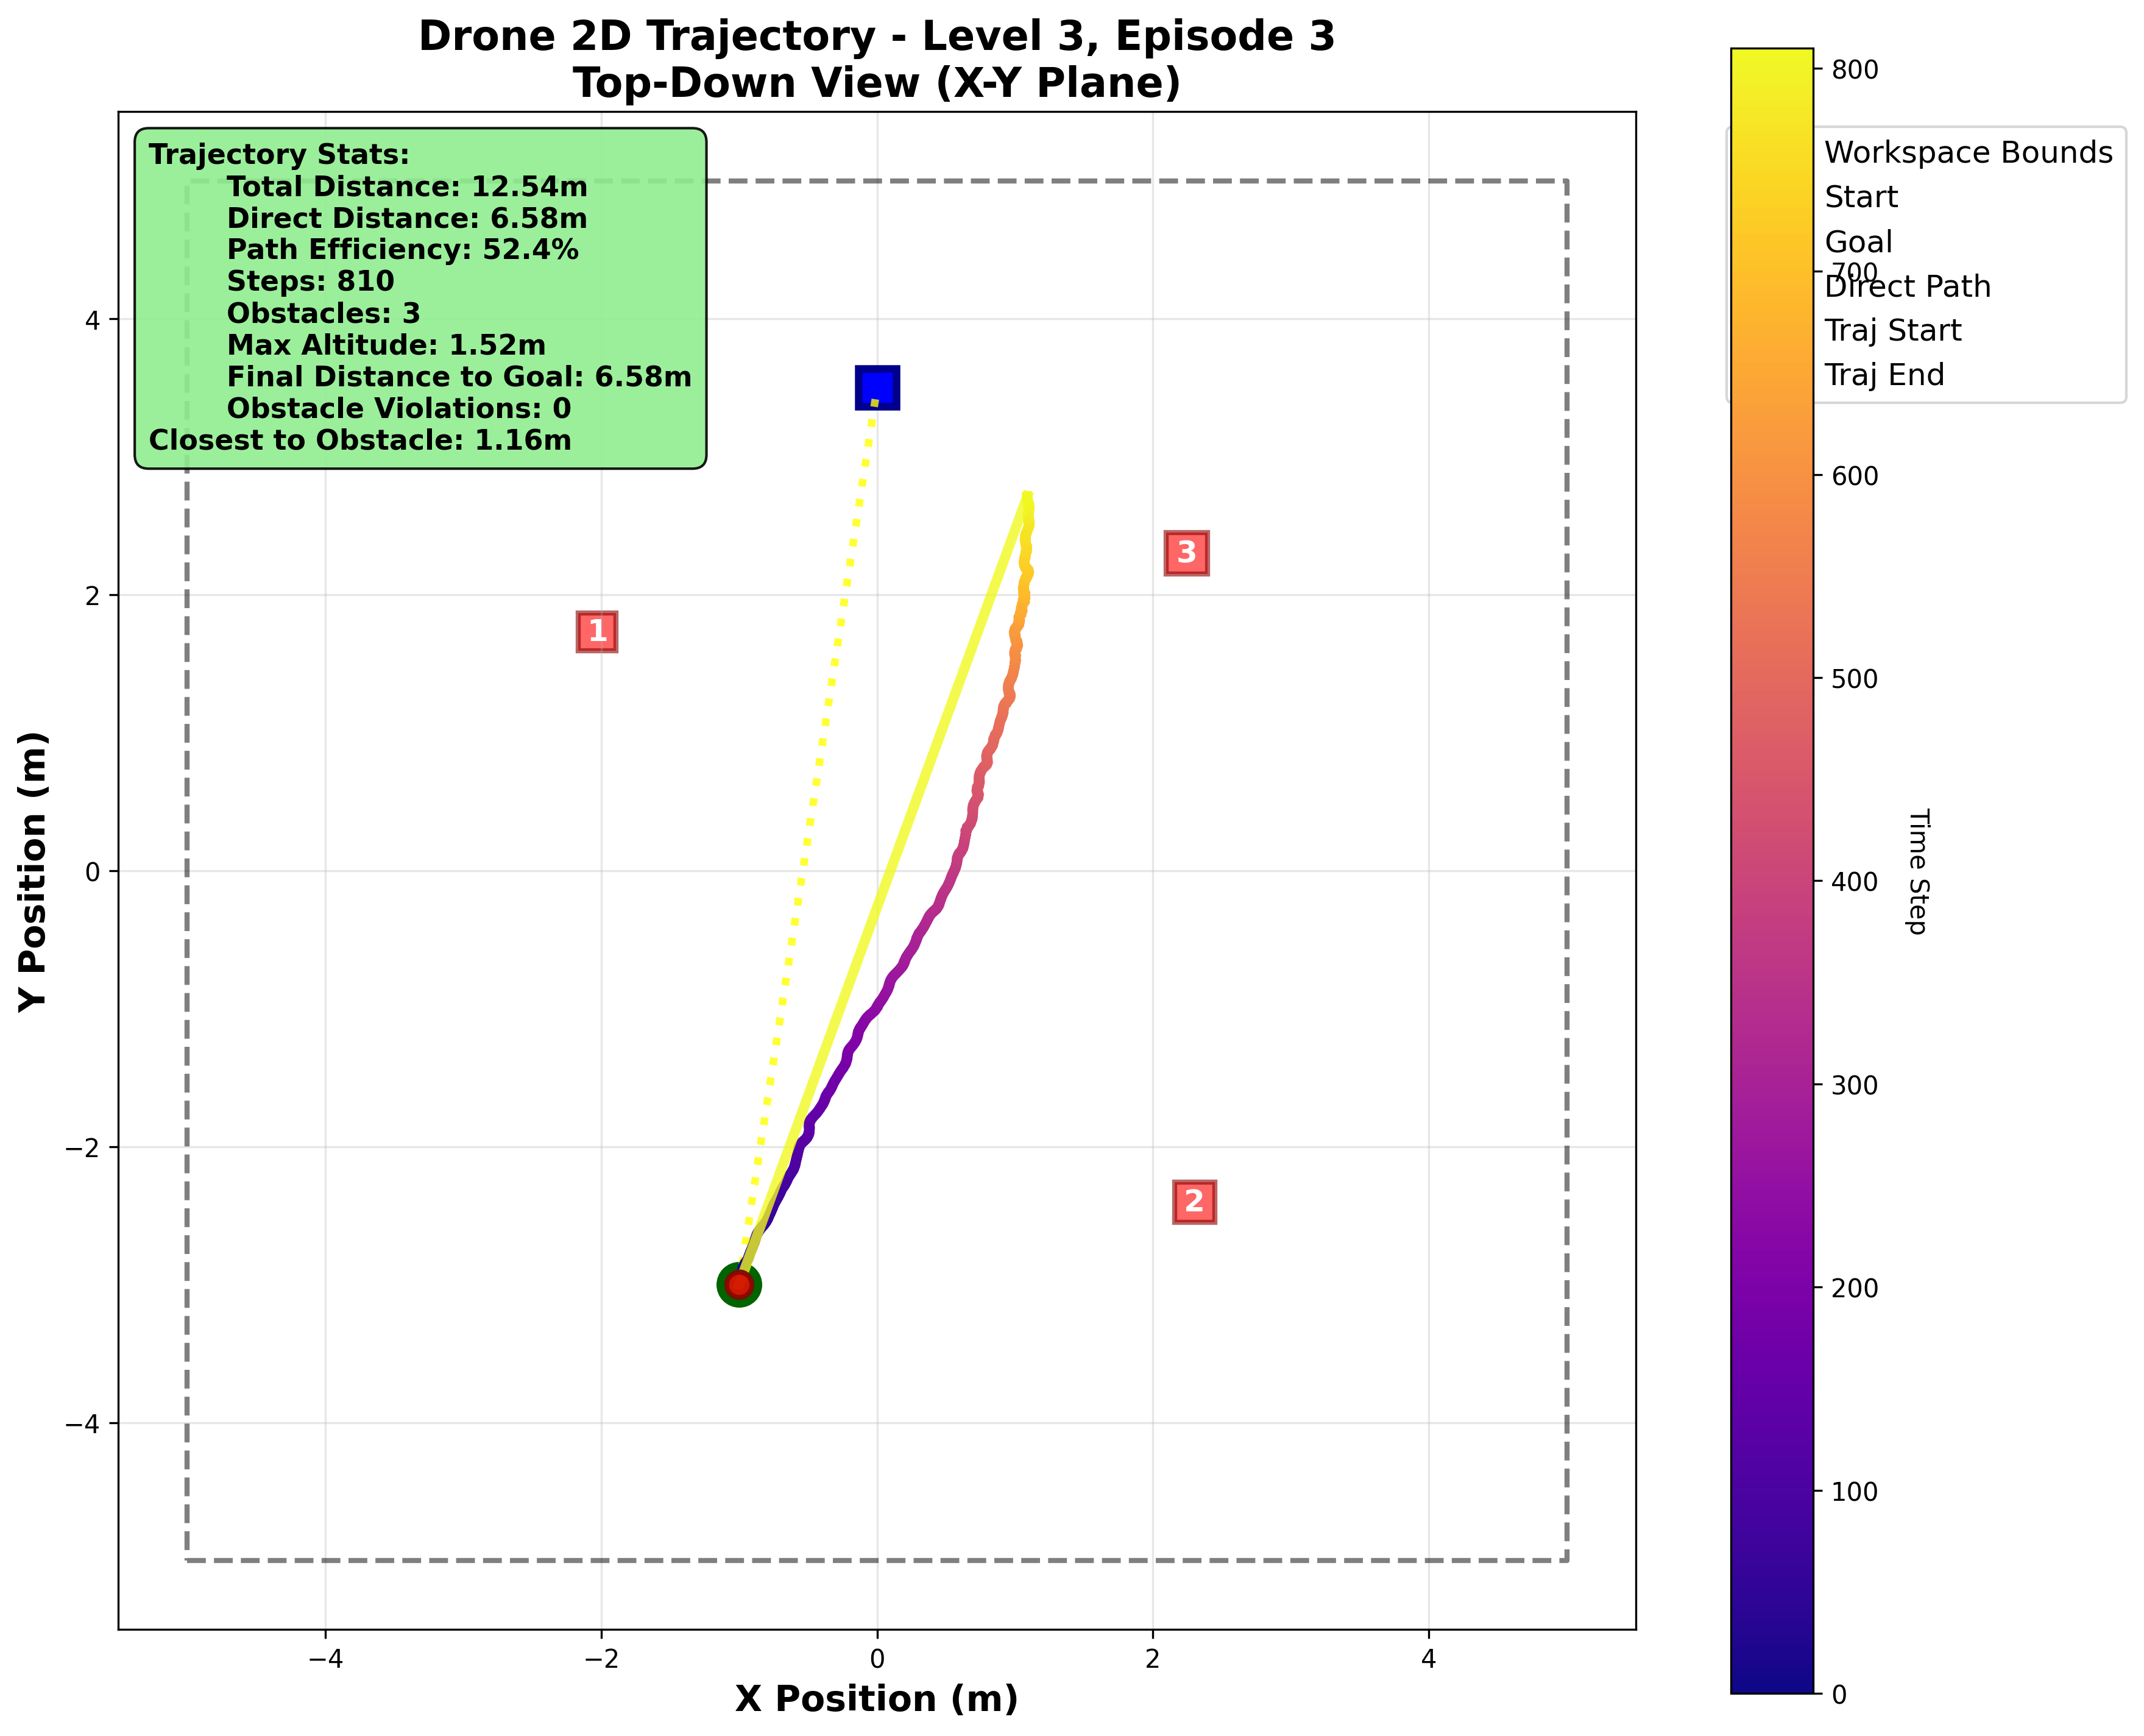 Drone 2D Trajectory - Level 3, Episode 3
Top-Down View (X-Y Plane)
Trajectory Stats:
Total Distance: 12.54m
Direct Distance: 6.58m
Path Efficiency: 52.4%
Steps: 810
Obstacles: 3
Max Altitude: 1.52m
Final Distance to Goal: 6.58m
Obstacle Violations: 0
Closest to Obstacle: 1.16m
Workspace Bounds
Start
Goal
Direct Path
Traj Start
Traj End
800
700
600
500
400
300
200
100
0
Time Step
Y Position (m)
4
2
0
−2
−4
1
3
2
−4
−2
0
2
4
X Position (m)